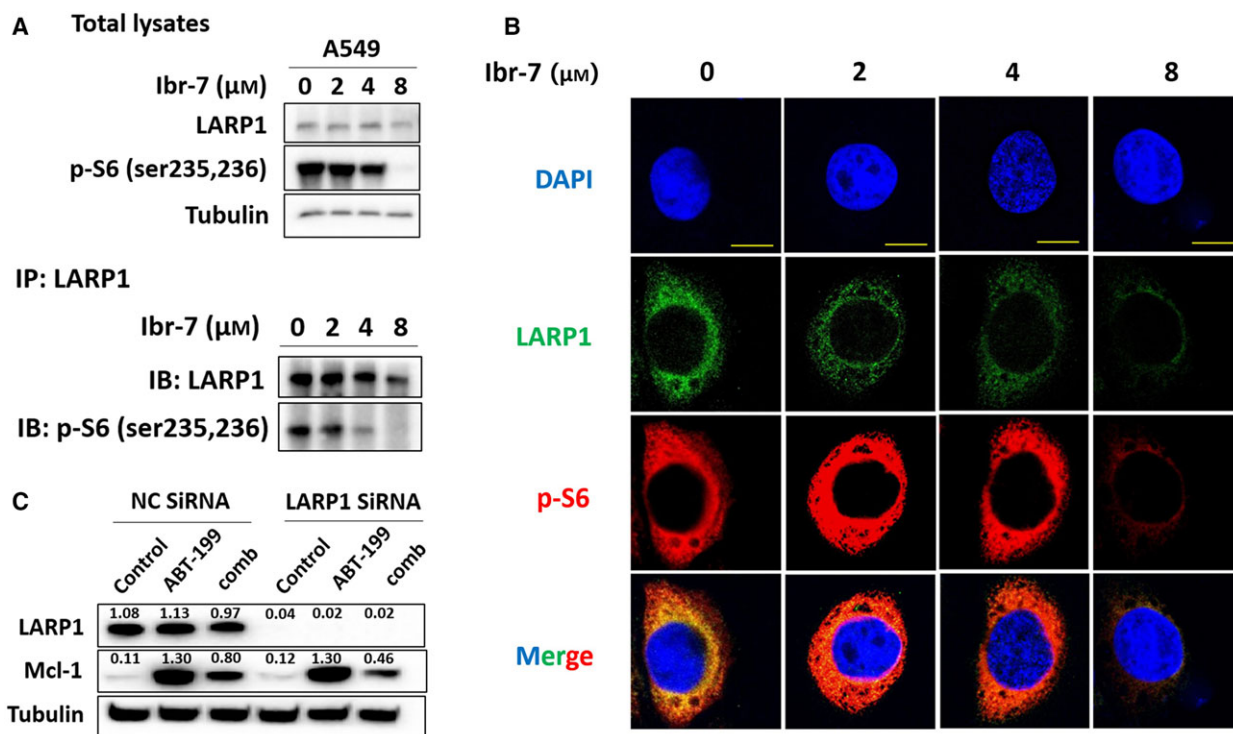 A
Total lysates
A549
Ibr-7 (μM) 0 2 4 8
LARP1
p-S6 (ser235,236)
Tubulin
IP: LARP1
Ibr-7 (μM) 0 2 4 8
IB: LARP1
IB: p-S6 (ser235,236)
B
Ibr-7 (μM) 0 2 4 8
DAPI
LARP1
p-S6
Merge
C
NC SiRNA LARP1 SiRNA
Control ABT-199 comb Control ABT-199 comb
LARP1 1.08 1.13 0.97 0.04 0.02 0.02
Mcl-1 0.11 1.30 0.80 0.12 1.30 0.46
Tubulin